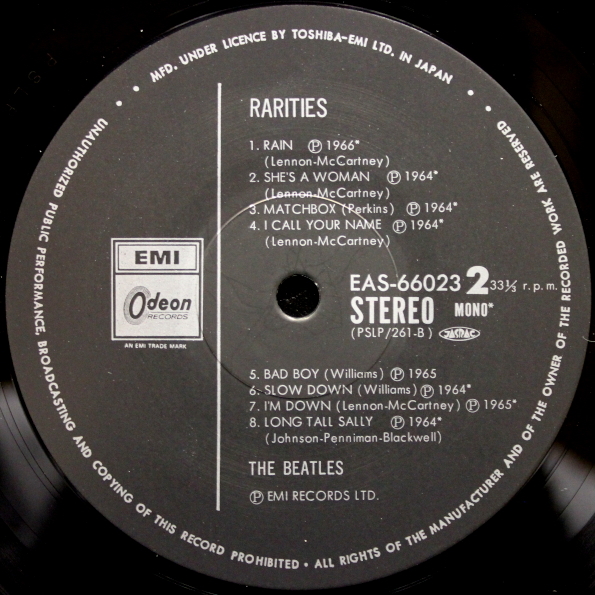 MFD. UNDER LICENCE BY TOSHIBA-EMI LTD. IN JAPAN
RARITIES
1. RAIN Ⓟ 1966*
(Lennon-McCartney)
2. SHE'S A WOMAN Ⓟ 1964*
(Lennon-McCartney)
3. MATCHBOX (Perkins) Ⓟ 1964*
4. I CALL YOUR NAME Ⓟ 1964*
(Lennon-McCartney)
EMI
Odeon
RECORDS
AN EMI TRADE MARK
EAS-66023 2 33⅓ r.p.m.
STEREO MONO*
(PSLP/261-B) JASRAC
5. BAD BOY (Williams) Ⓟ 1965
6. SLOW DOWN (Williams) Ⓟ 1964*
7. I'M DOWN (Lennon-McCartney) Ⓟ 1965*
8. LONG TALL SALLY Ⓟ 1964*
(Johnson-Penniman-Blackwell)
THE BEATLES
Ⓟ EMI RECORDS LTD.
UNAUTHORIZED PUBLIC PERFORMANCE, BROADCASTING AND COPYING OF THIS RECORD PROHIBITED • ALL RIGHTS OF THE MANUFACTURER AND OF THE OWNER OF THE RECORDED WORK ARE RESERVED